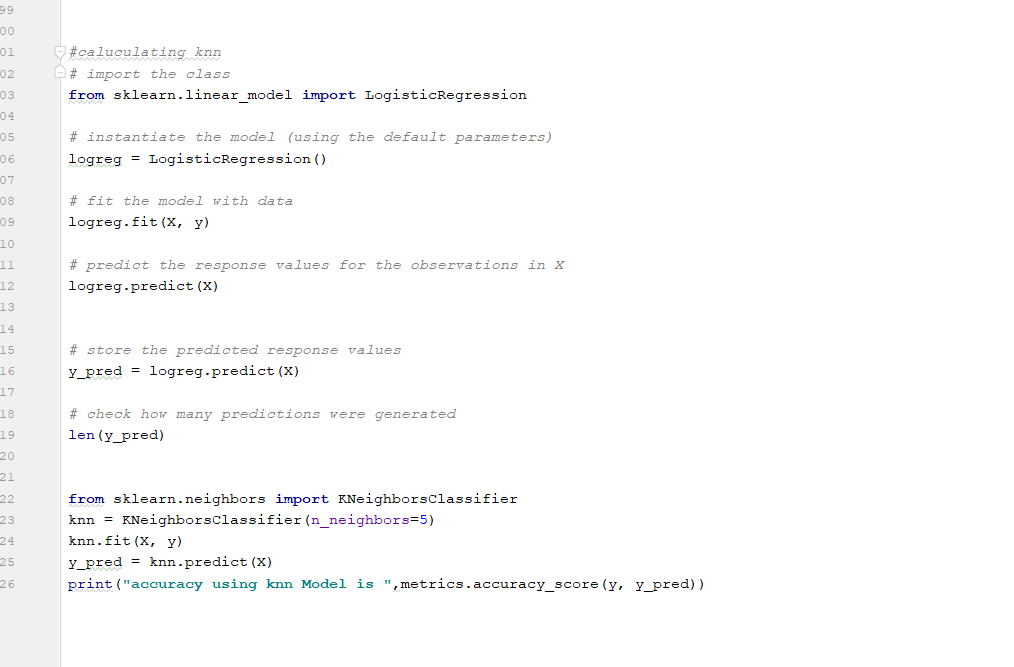 99
00
01 #caluculating knn
02 # import the class
03 from sklearn.linear_model import LogisticRegression
04
05 # instantiate the model (using the default parameters)
06 logreg = LogisticRegression()
07
08 # fit the model with data
09 logreg.fit(X, y)
10
11 # predict the response values for the observations in X
12 logreg.predict(X)
13
14
15 # store the predicted response values
16 y_pred = logreg.predict(X)
17
18 # check how many predictions were generated
19 len(y_pred)
20
21
22 from sklearn.neighbors import KNeighborsClassifier
23 knn = KNeighborsClassifier(n_neighbors=5)
24 knn.fit(X, y)
25 y_pred = knn.predict(X)
26 print("accuracy using knn Model is ",metrics.accuracy_score(y, y_pred))